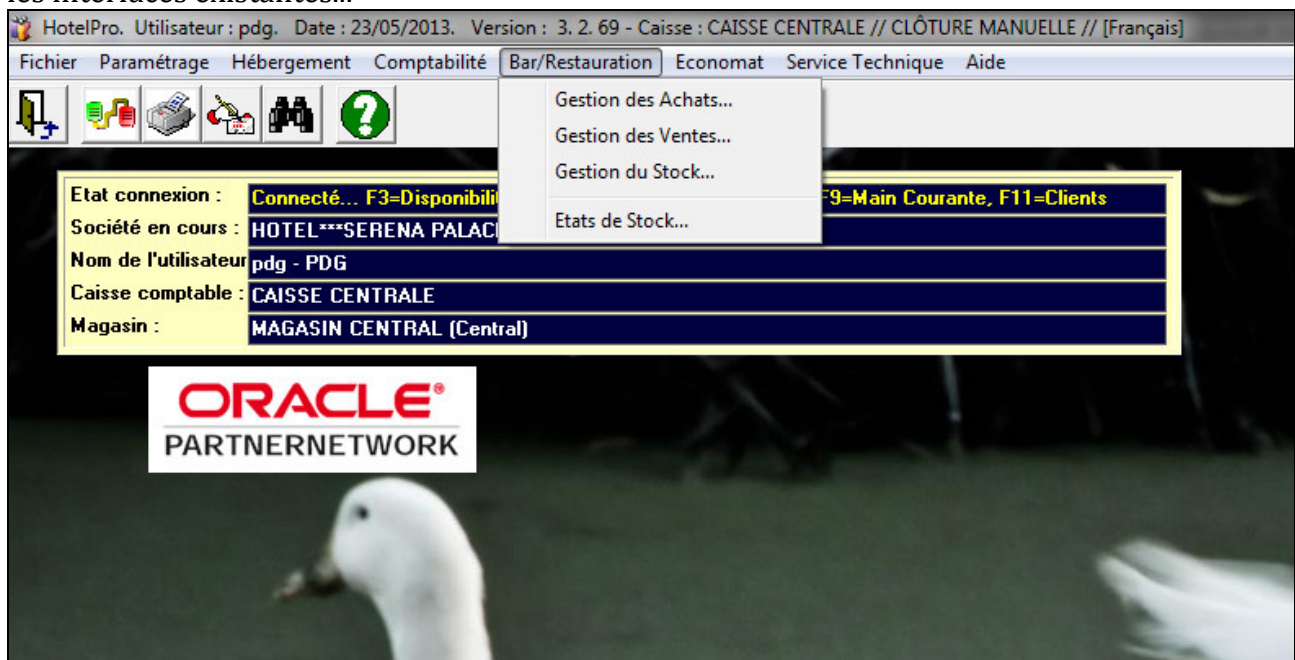 les interfaces existantes...
HotelPro. Utilisateur : pdg. Date : 23/05/2013. Version : 3. 2. 69 - Caisse : CAISSE CENTRALE // CLÔTURE MANUELLE // [Français]
Fichier Paramétrage Hébergement Comptabilité Bar/Restauration Economat Service Technique Aide
Gestion des Achats...
Gestion des Ventes...
Gestion du Stock...
Etats de Stock...
Etat connexion : Connecté... F3=Disponibili F9=Main Courante, F11=Clients
Société en cours : HOTEL***SERENA PALAC
Nom de l'utilisateur pdg - PDG
Caisse comptable : CAISSE CENTRALE
Magasin : MAGASIN CENTRAL (Central)
ORACLE®
PARTNERNETWORK